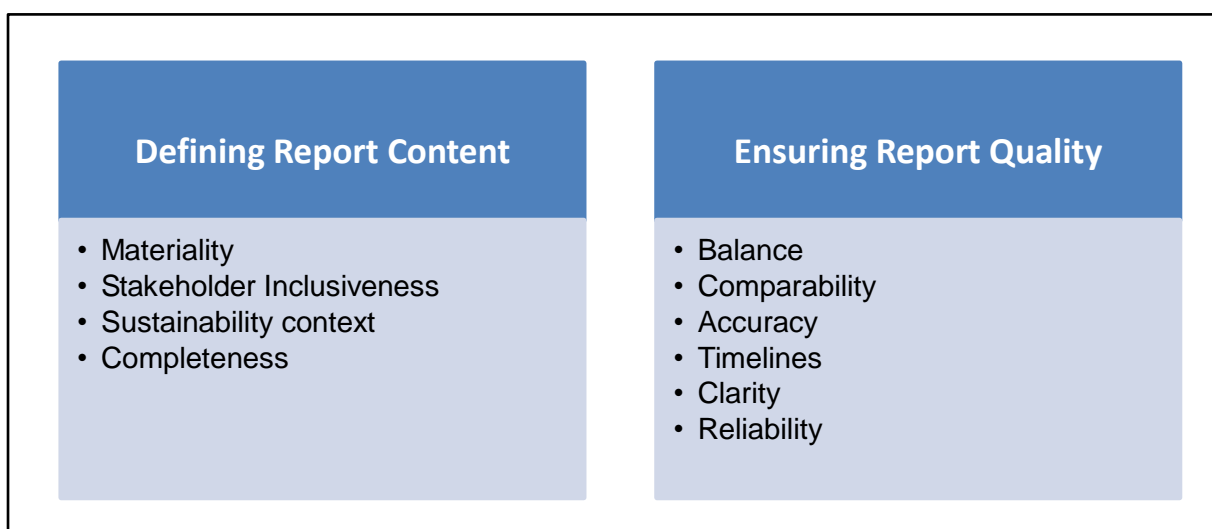 Defining Report Content
• Materiality
• Stakeholder Inclusiveness
• Sustainability context
• Completeness
Ensuring Report Quality
• Balance
• Comparability
• Accuracy
• Timelines
• Clarity
• Reliability